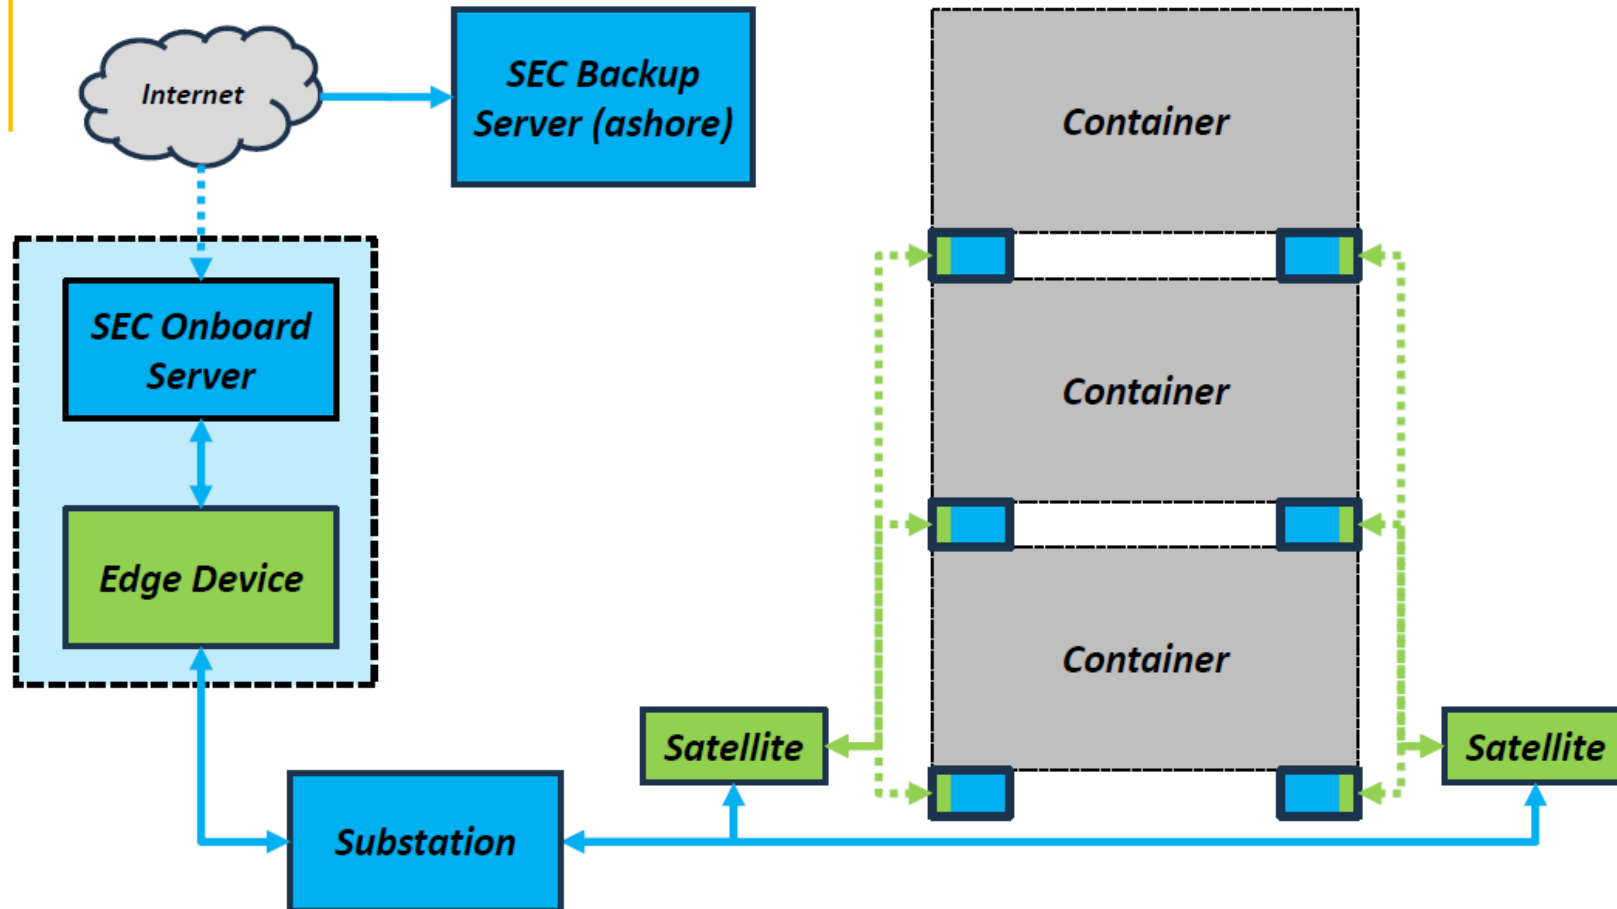 Internet
SEC Backup
Server (ashore)
Container
SEC Onboard
Server
Container
Edge Device
Container
Satellite
Satellite
Substation